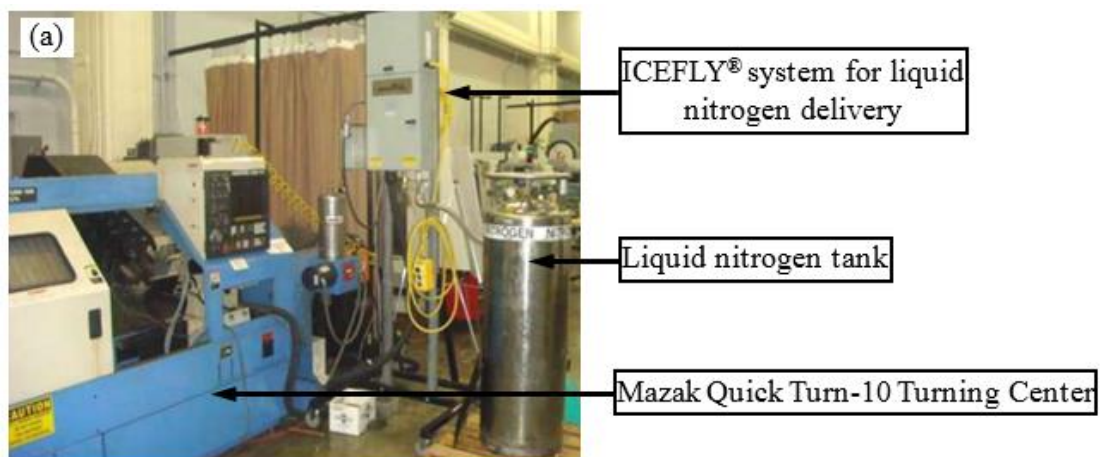 (a)
ICEFLY® system for liquid
nitrogen delivery
NITROGEN
Liquid nitrogen tank
Mazak Quick Turn-10 Turning Center
CAUTION